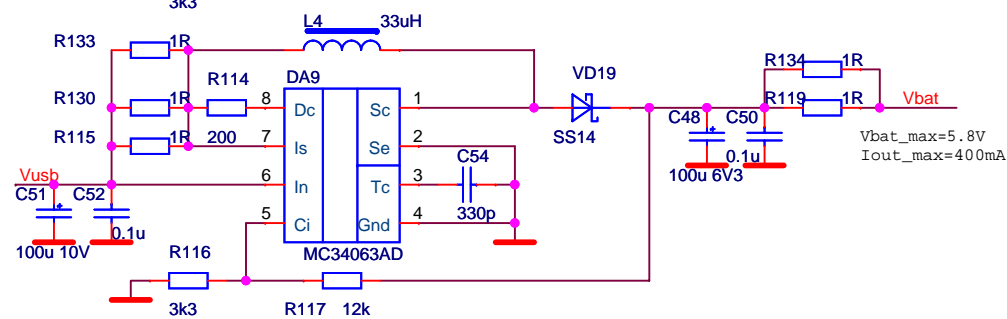 3k3
L4 33uH
R133 1R
R134 1R
R114 DA9 VD19
R130 1R 8 Dc Sc 1 R119 1R Vbat
C48 C50
R115 1R 200 7 Is Se 2 SS14
Vbat_max=5.8V
0.1u Iout_max=400mA
C54
100u 6V3
Vusb 6 In Tc 3
C51 C52 330p
5 Ci Gnd 4
0.1u
100u 10V R116 MC34063AD
3k3 R117 12k